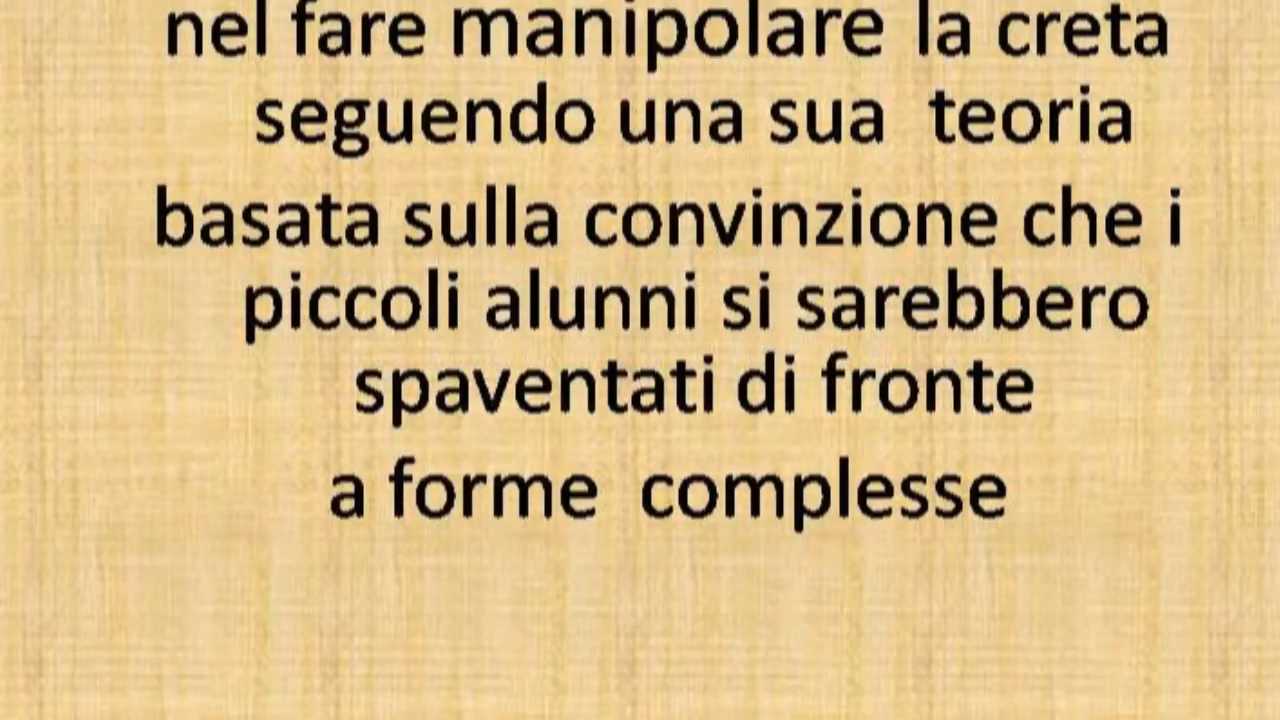 nel fare manipolare la creta
seguendo una sua teoria
basata sulla convinzione che i
piccoli alunni si sarebbero
spaventati di fronte
a forme complesse